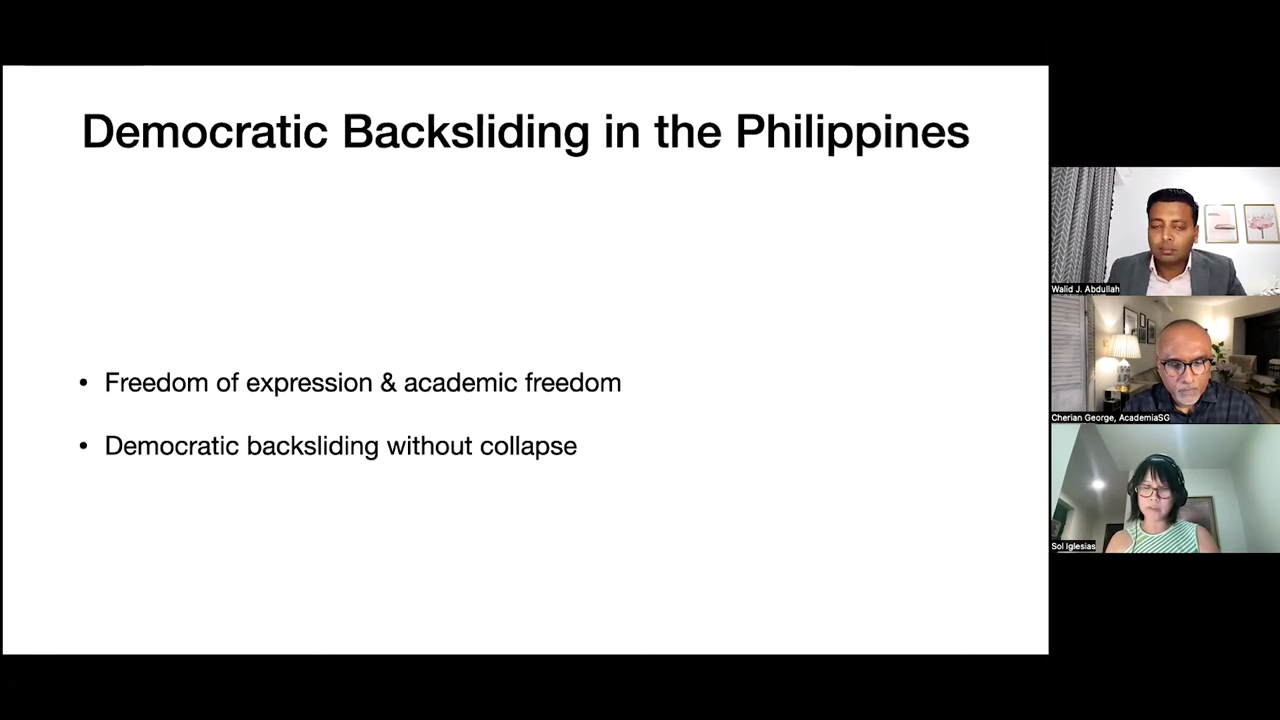 Democratic Backsliding in the Philippines
• Freedom of expression & academic freedom
• Democratic backsliding without collapse
Walid J. Abdullah
Cherian George, AcademiaSG
Sol Iglesias